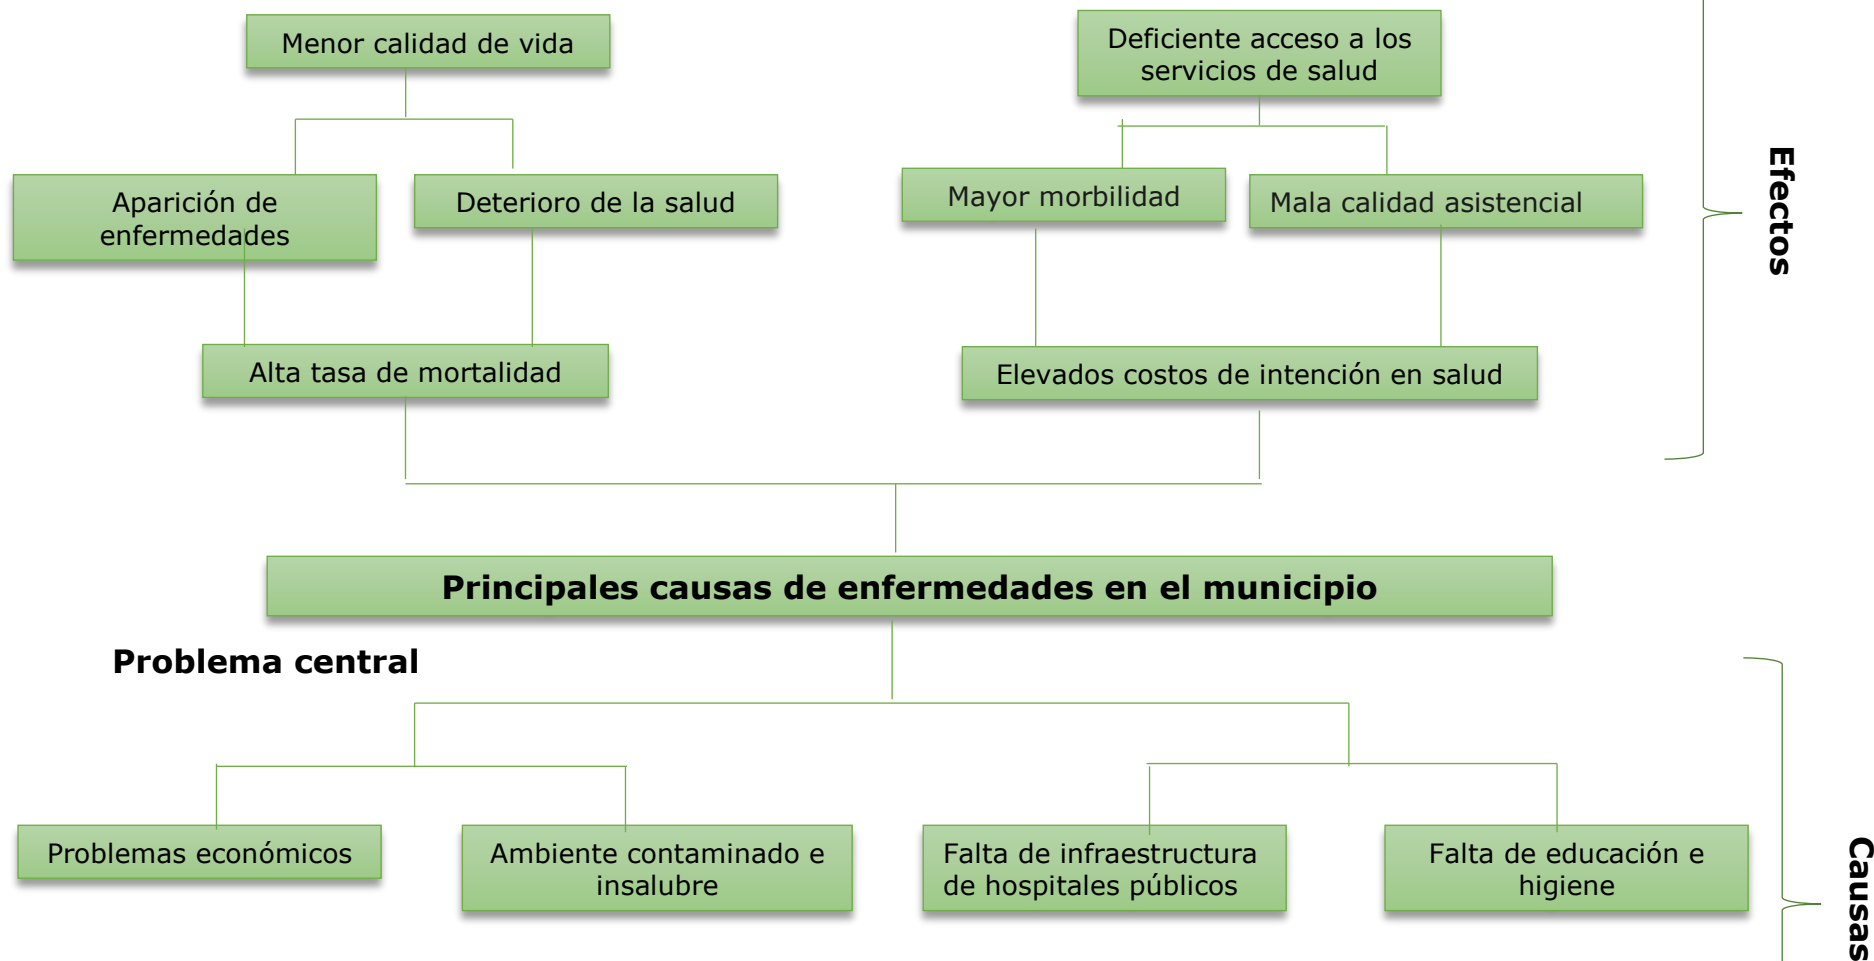 Menor calidad de vida
Deficiente acceso a los
servicios de salud
Aparición de
enfermedades
Deterioro de la salud
Mayor morbilidad
Mala calidad asistencial
Efectos
Alta tasa de mortalidad
Elevados costos de intención en salud
Principales causas de enfermedades en el municipio
Problema central
Problemas económicos
Ambiente contaminado e
insalubre
Falta de infraestructura
de hospitales públicos
Falta de educación e
higiene
Causas